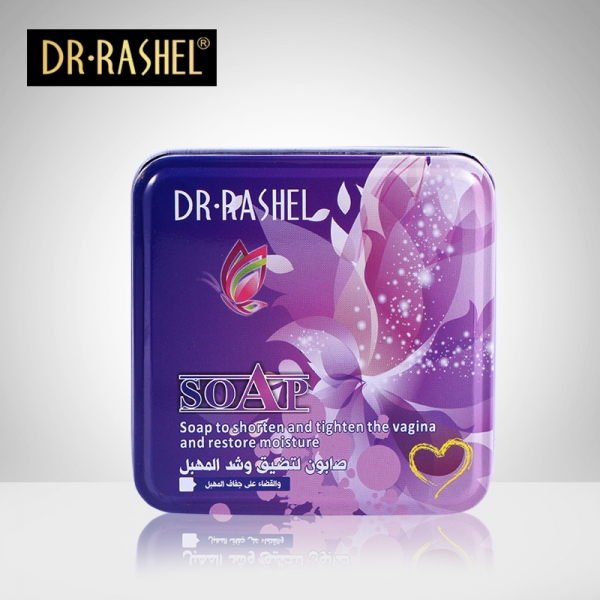 DR·RASHEL®
DR·RASHEL
SOAP
Soap to shorten and tighten the vagina
and restore moisture
صابون لتضيق وشد المهبل
والقضاء على جفاف المهبل